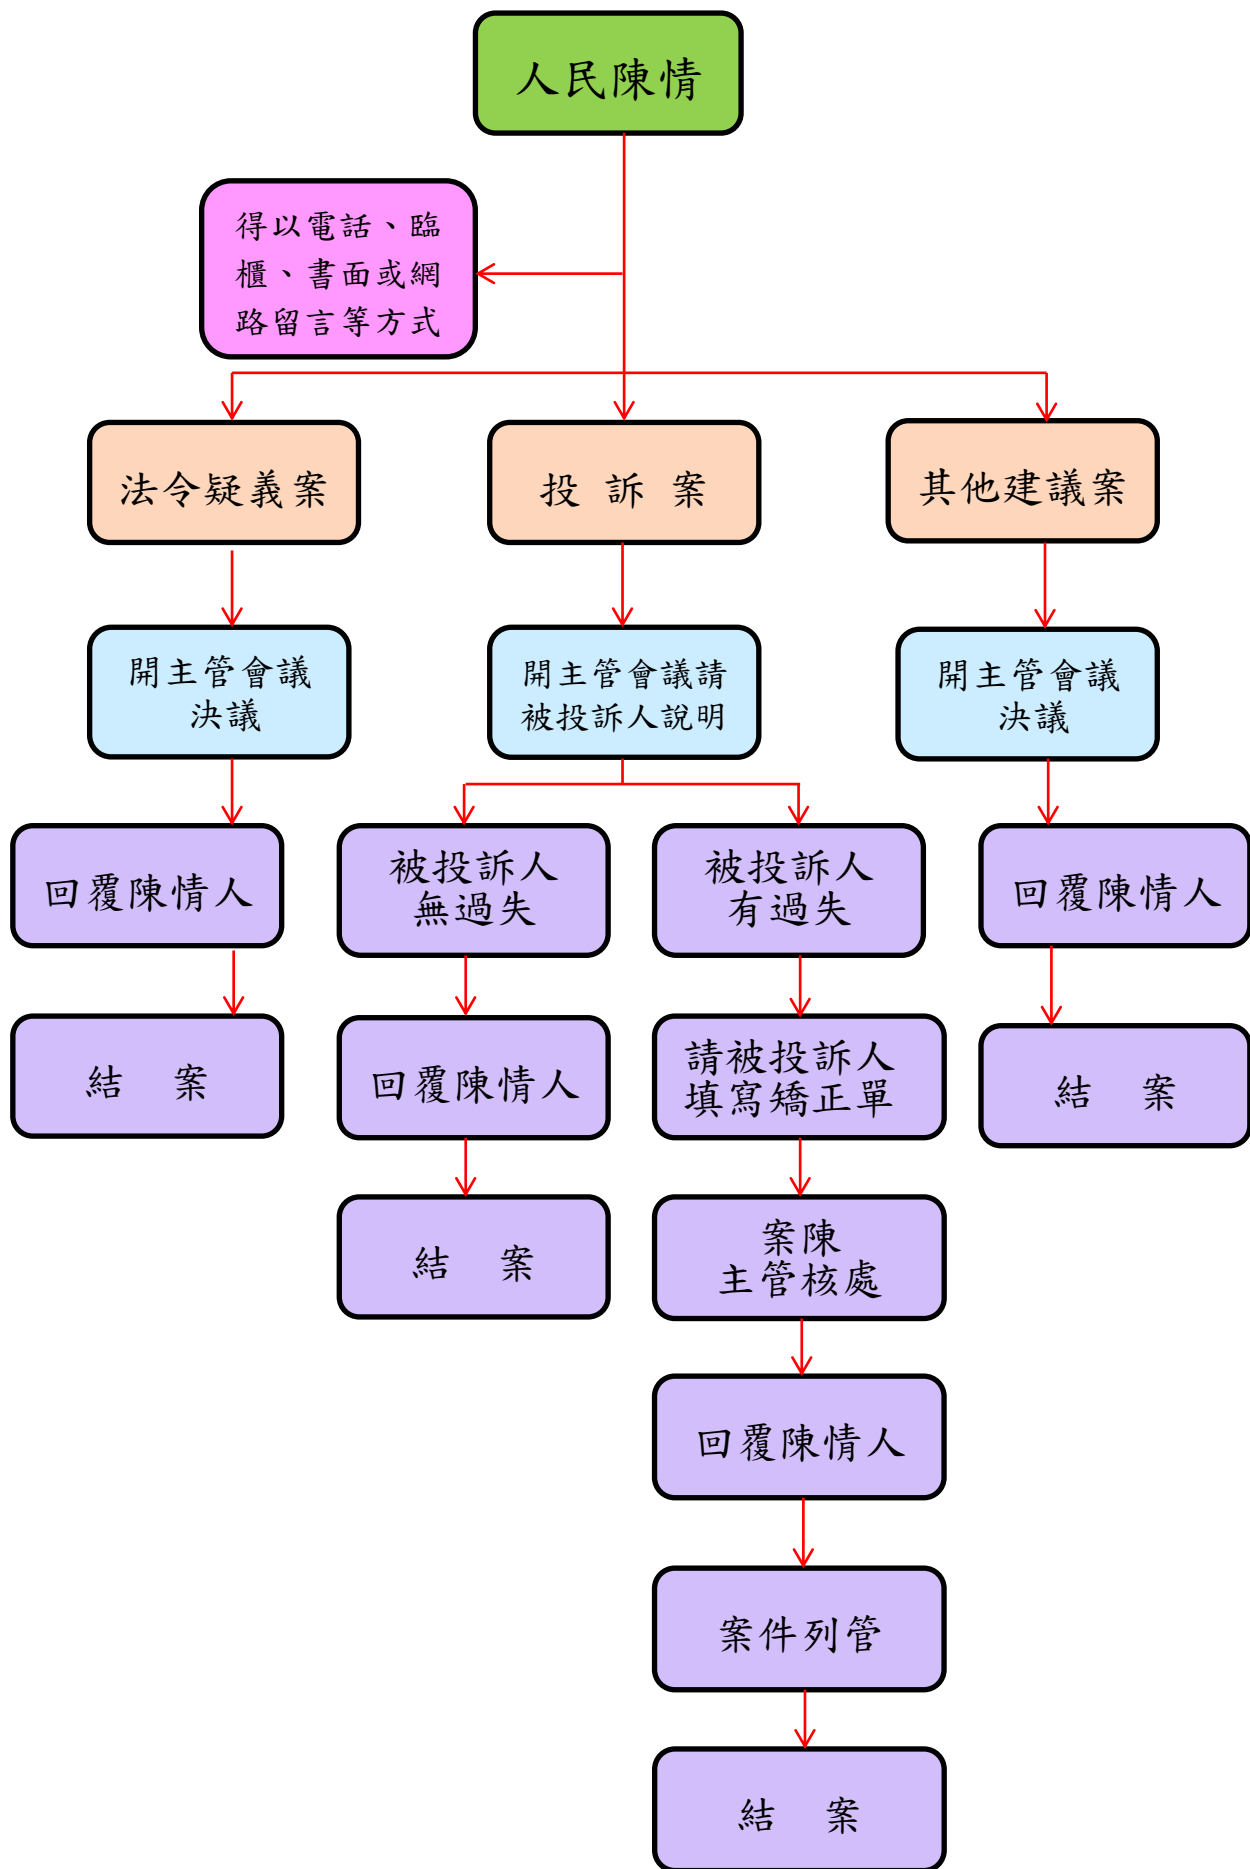 人民陳情
得以電話、臨
櫃、書面或網
路留言等方式
法令疑義案
投 訴 案
其他建議案
開主管會議
決議
開主管會議請
被投訴人說明
開主管會議
決議
回覆陳情人
被投訴人
無過失
被投訴人
有過失
回覆陳情人
結 案
回覆陳情人
請被投訴人
填寫矯正單
結 案
結 案
案陳
主管核處
回覆陳情人
案件列管
結 案